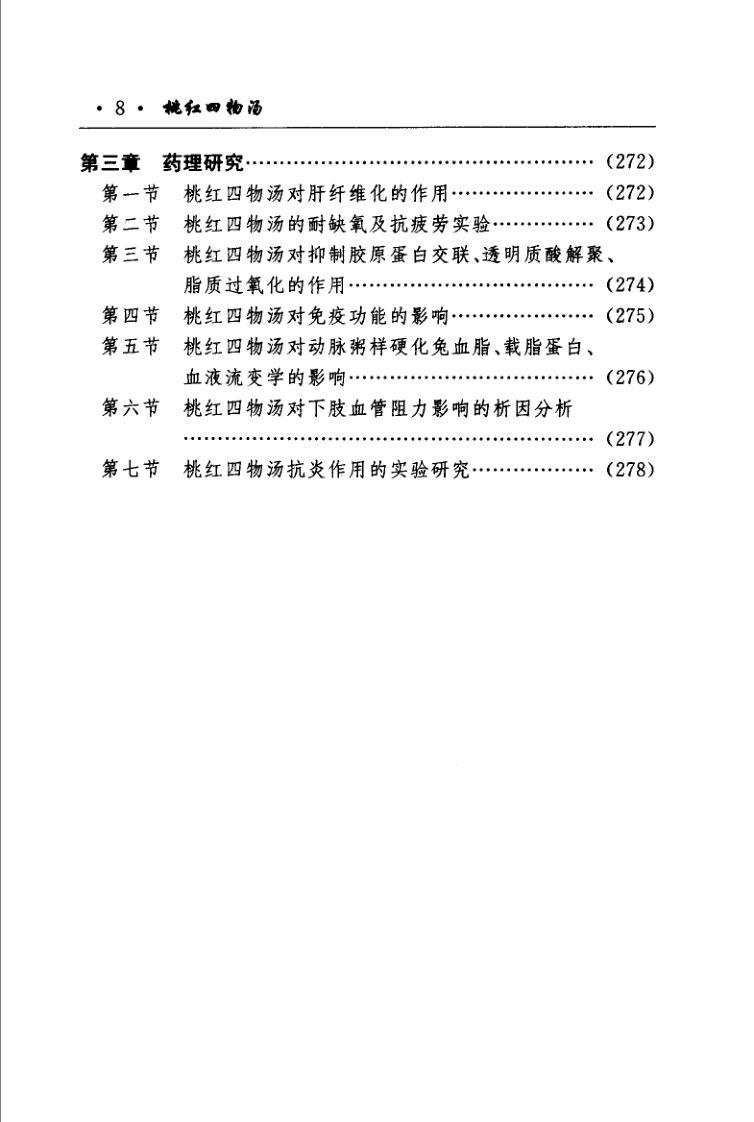 ·8· 桃红四物汤
第三章 药理研究……………………………………………(272)
第一节 桃红四物汤对肝纤维化的作用…………………(272)
第二节 桃红四物汤的耐缺氧及抗疲劳实验……………(273)
第三节 桃红四物汤对抑制胶原蛋白交联、透明质酸解聚、
脂质过氧化的作用………………………………(274)
第四节 桃红四物汤对免疫功能的影响…………………(275)
第五节 桃红四物汤对动脉粥样硬化兔血脂、载脂蛋白、
血液流变学的影响………………………………(276)
第六节 桃红四物汤对下肢血管阻力影响的析因分析
……………………………………………………(277)
第七节 桃红四物汤抗炎作用的实验研究………………(278)